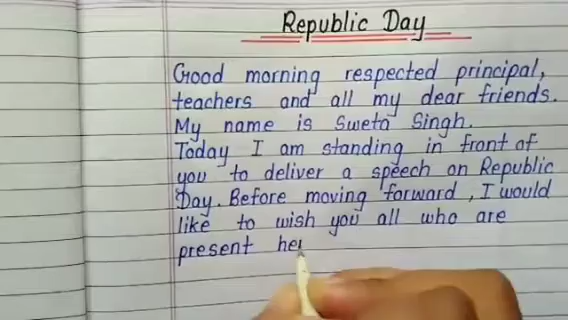 Republic Day
Good morning respected principal,
teachers and all my dear friends.
My name is Sweta Singh.
Today I am standing in front of
you to deliver a speech on Republic
Day. Before moving forward, I would
like to wish you all who are
present